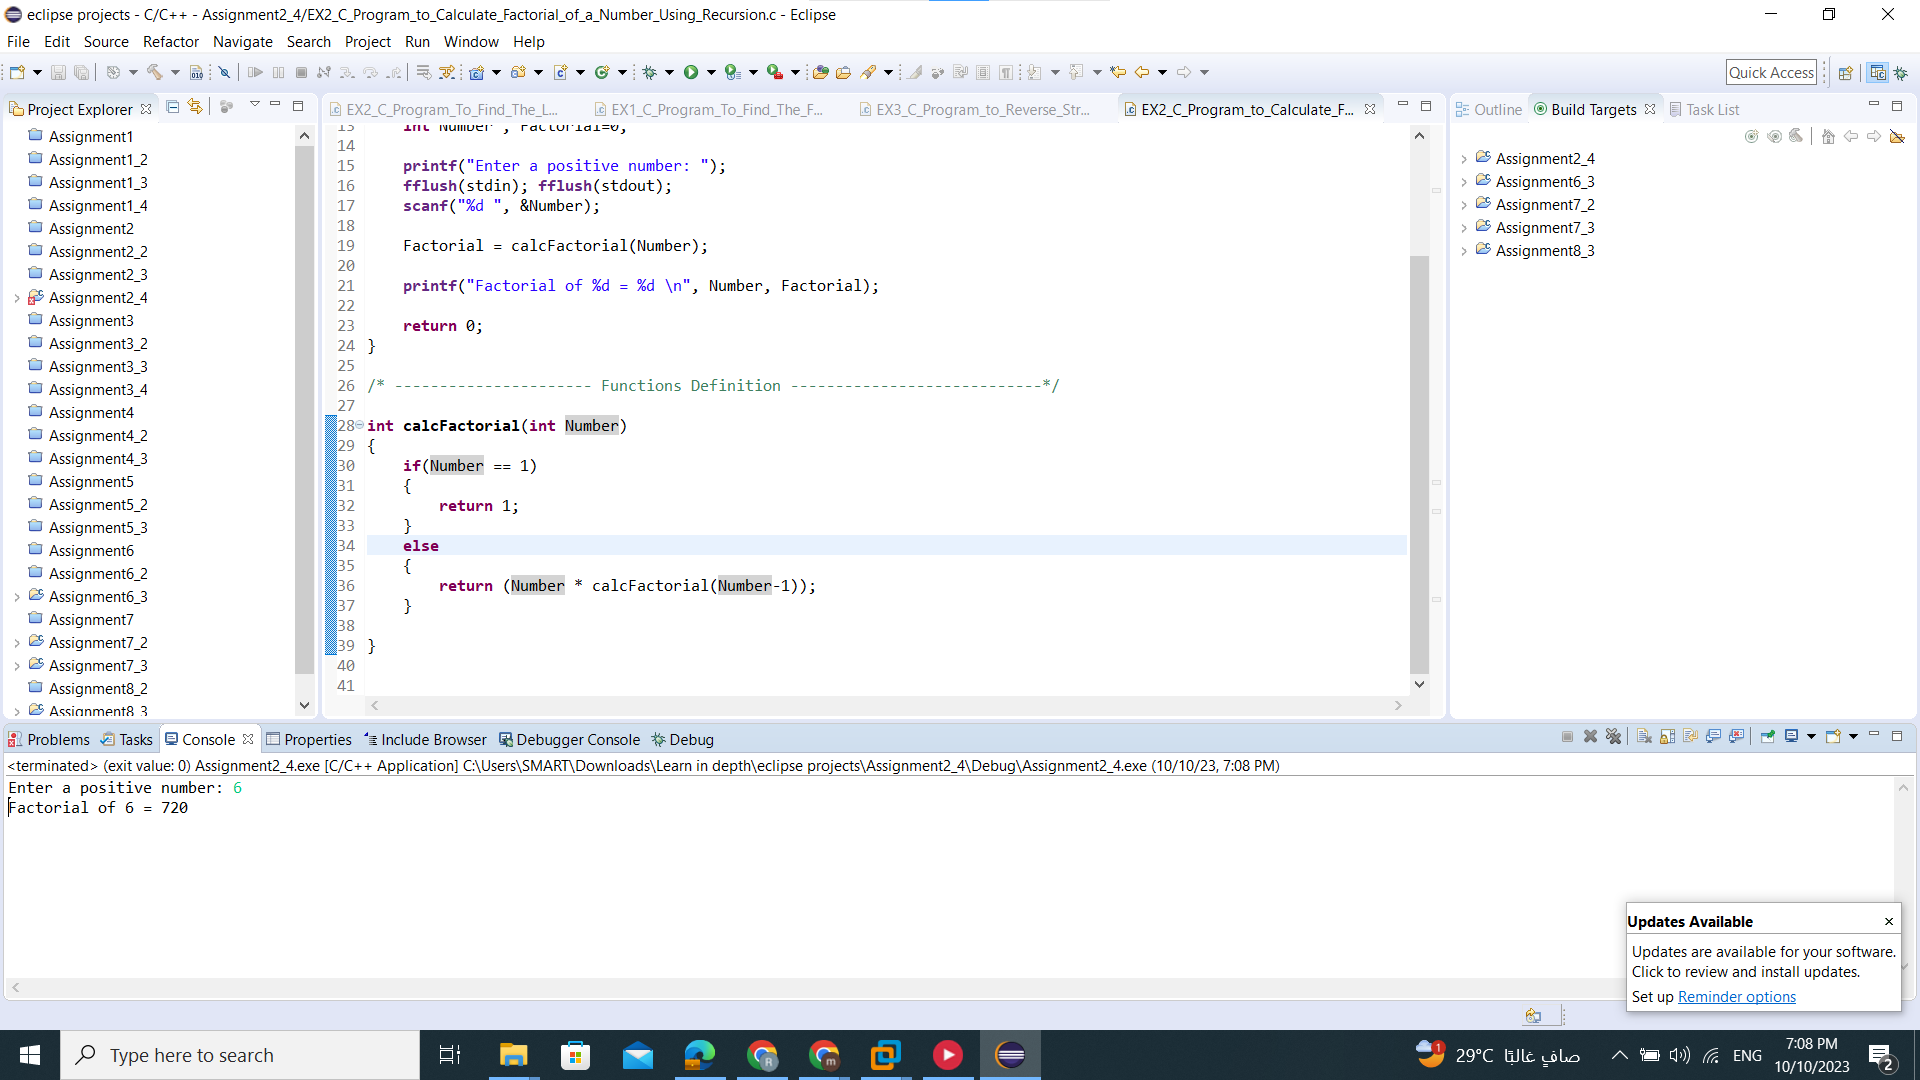 eclipse projects - C/C++ - Assignment2_4/EX2_C_Program_to_Calculate_Factorial_of_a_Number_Using_Recursion.c - Eclipse
File Edit Source Refactor Navigate Search Project Run Window Help
Quick Access
Project Explorer
Assignment1
Assignment1_2
Assignment1_3
Assignment1_4
Assignment2
Assignment2_2
Assignment2_3
Assignment2_4
Assignment3
Assignment3_2
Assignment3_3
Assignment3_4
Assignment4
Assignment4_2
Assignment4_3
Assignment5
Assignment5_2
Assignment5_3
Assignment6
Assignment6_2
Assignment6_3
Assignment7
Assignment7_2
Assignment7_3
Assignment8_2
Assignment8_3
EX2_C_Program_To_Find_The_L... EX1_C_Program_To_Find_The_F... EX3_C_Program_to_Reverse_Str... EX2_C_Program_to_Calculate_F...
13 int Number , Factorial=0;
14
15 printf("Enter a positive number: ");
16 fflush(stdin); fflush(stdout);
17 scanf("%d ", &Number);
18
19 Factorial = calcFactorial(Number);
20
21 printf("Factorial of %d = %d \n", Number, Factorial);
22
23 return 0;
24 }
25
26 /* ---------------------- Functions Definition ----------------------------*/
27
28 int calcFactorial(int Number)
29 {
30 if(Number == 1)
31 {
32 return 1;
33 }
34 else
35 {
36 return (Number * calcFactorial(Number-1));
37 }
38
39 }
40
41
Outline Build Targets Task List
Assignment2_4
Assignment6_3
Assignment7_2
Assignment7_3
Assignment8_3
Problems Tasks Console Properties Include Browser Debugger Console Debug
<terminated> (exit value: 0) Assignment2_4.exe [C/C++ Application] C:\Users\SMART\Downloads\Learn in depth\eclipse projects\Assignment2_4\Debug\Assignment2_4.exe (10/10/23, 7:08 PM)
Enter a positive number: 6
Factorial of 6 = 720
Updates Available
Updates are available for your software.
Click to review and install updates.
Set up Reminder options
Type here to search
1
29°C صافٍ غالبًا
ENG
7:08 PM
10/10/2023
2